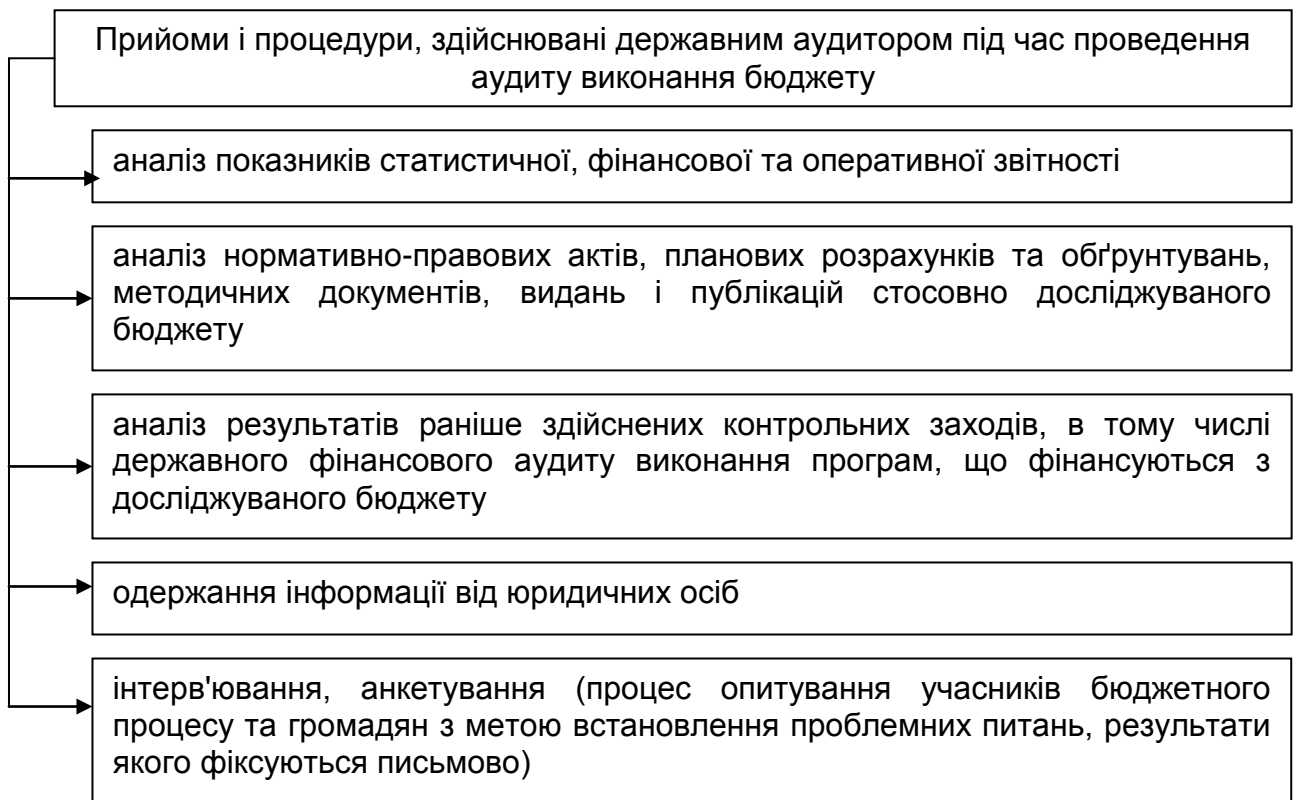 Прийоми і процедури, здійснювані державним аудитором під час проведення
аудиту виконання бюджету
аналіз показників статистичної, фінансової та оперативної звітності
аналіз нормативно-правових актів, планових розрахунків та обґрунтувань,
методичних документів, видань і публікацій стосовно досліджуваного
бюджету
аналіз результатів раніше здійснених контрольних заходів, в тому числі
державного фінансового аудиту виконання програм, що фінансуються з
досліджуваного бюджету
одержання інформації від юридичних осіб
інтерв'ювання, анкетування (процес опитування учасників бюджетного
процесу та громадян з метою встановлення проблемних питань, результати
якого фіксуються письмово)